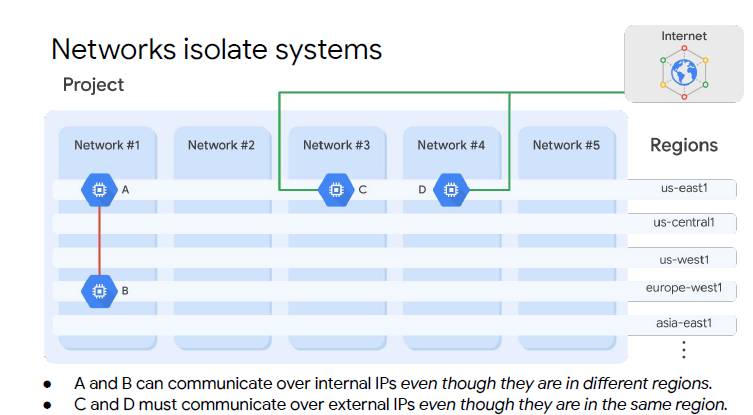 Networks isolate systems
Internet
Project
Network #1 Network #2 Network #3 Network #4 Network #5 Regions
A C D us-east1
us-central1
us-west1
B europe-west1
asia-east1
• A and B can communicate over internal IPs even though they are in different regions.
• C and D must communicate over external IPs even though they are in the same region.